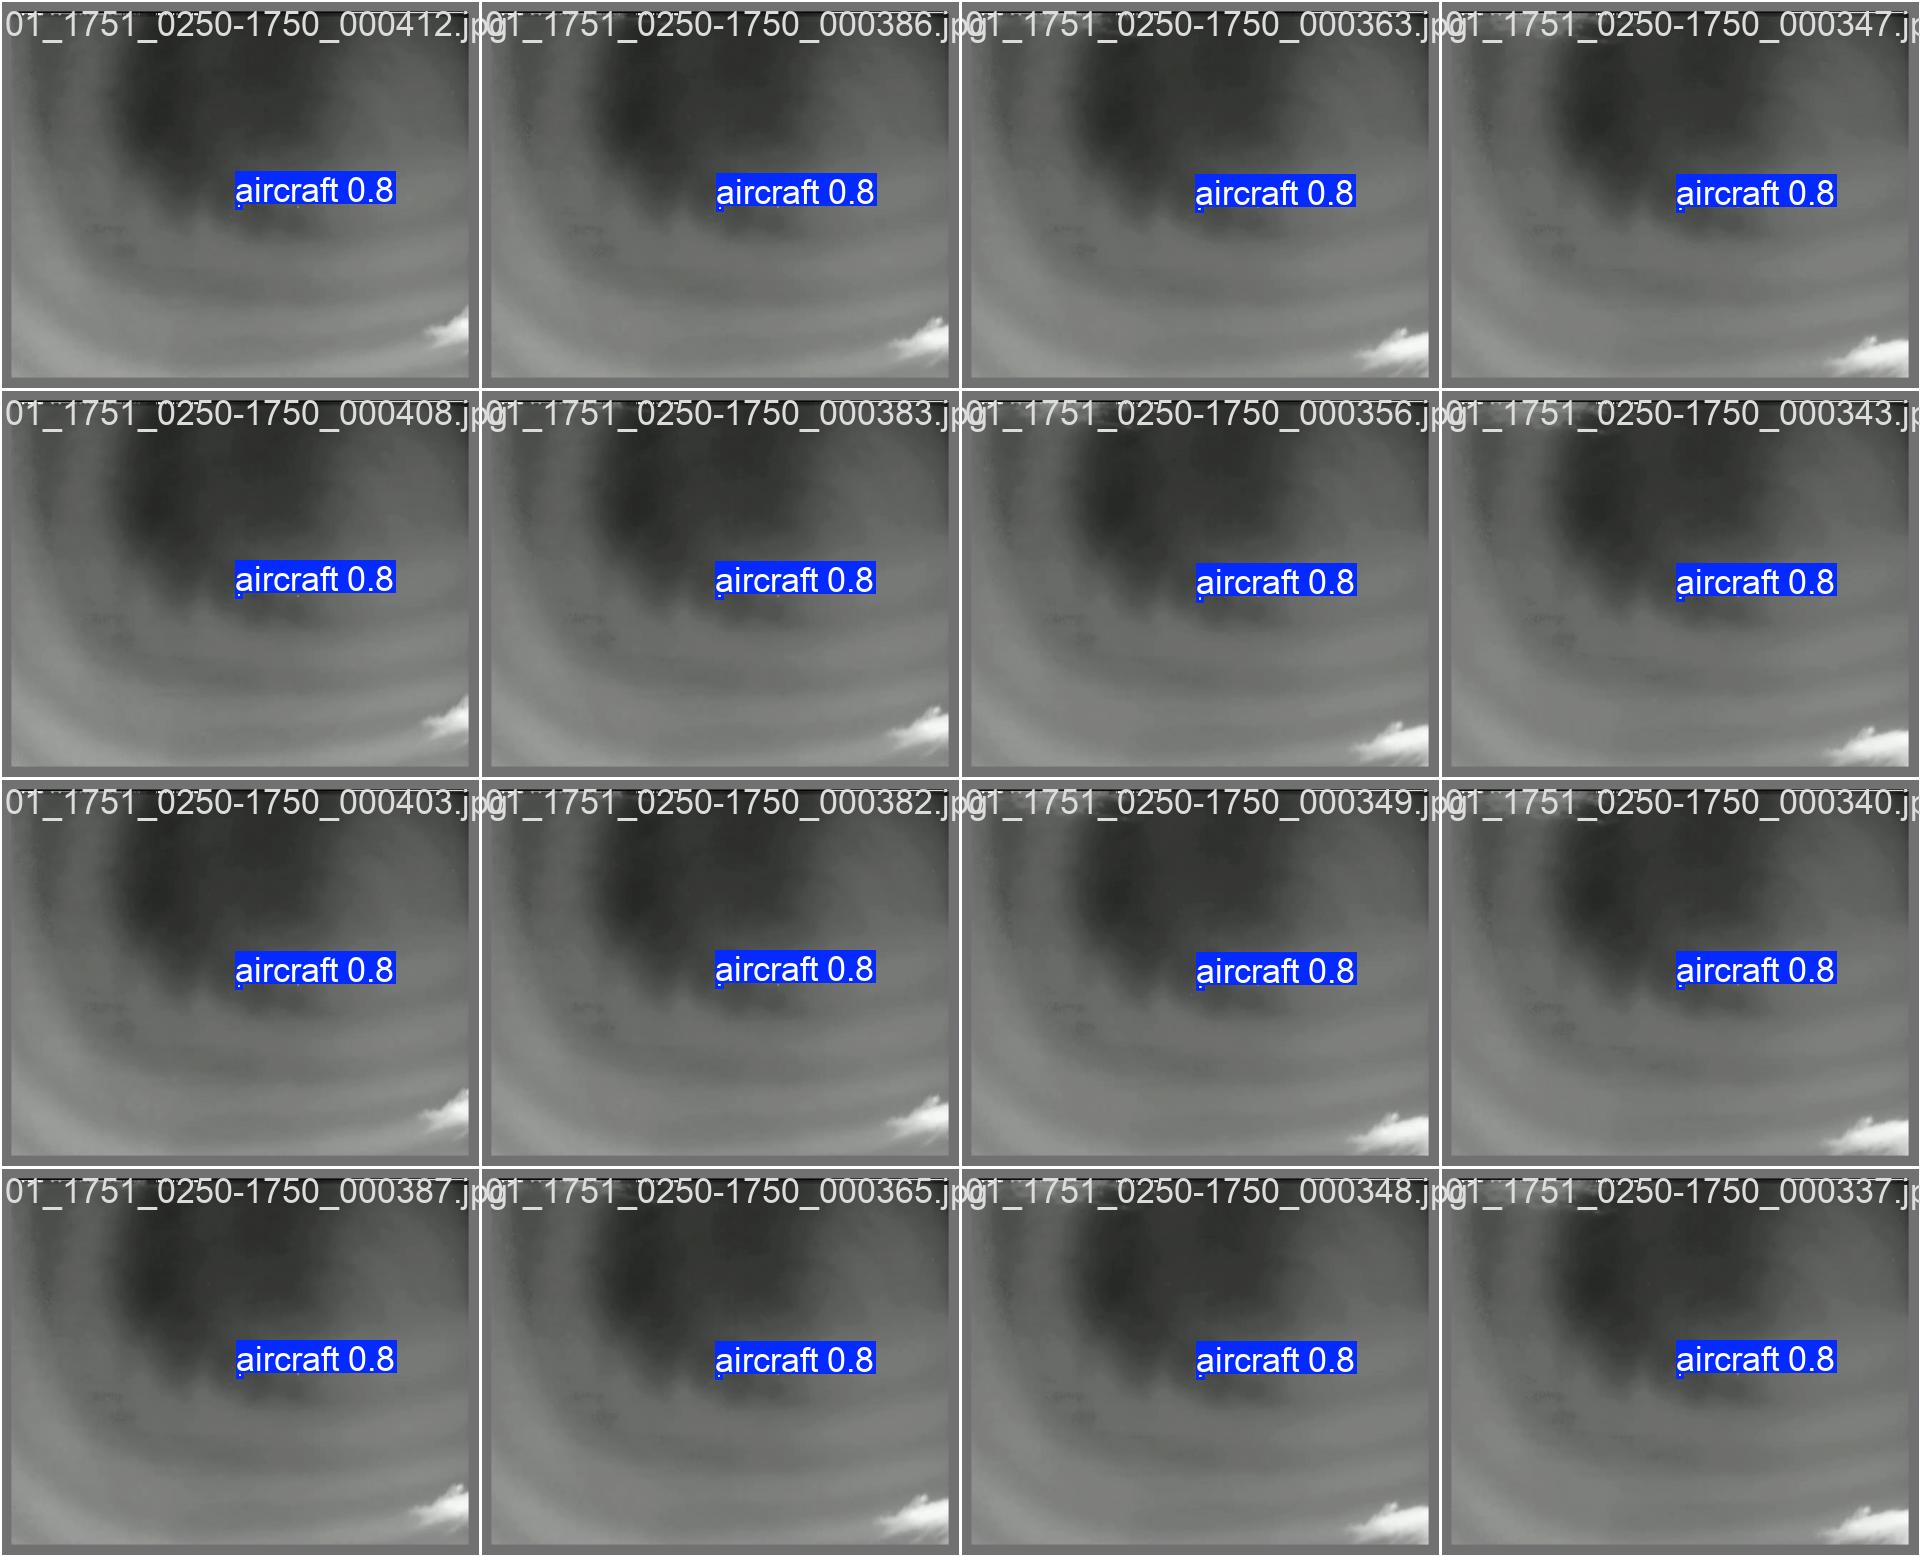 01_1751_0250-1750_000412.jpg
01_1751_0250-1750_000386.jpg
01_1751_0250-1750_000363.jpg
01_1751_0250-1750_000347.jp
aircraft 0.8
aircraft 0.8
aircraft 0.8
aircraft 0.8
01_1751_0250-1750_000408.jpg
01_1751_0250-1750_000383.jpg
01_1751_0250-1750_000356.jpg
01_1751_0250-1750_000343.jp
aircraft 0.8
aircraft 0.8
aircraft 0.8
aircraft 0.8
01_1751_0250-1750_000403.jpg
01_1751_0250-1750_000382.jpg
01_1751_0250-1750_000349.jpg
01_1751_0250-1750_000340.jp
aircraft 0.8
aircraft 0.8
aircraft 0.8
aircraft 0.8
01_1751_0250-1750_000387.jpg
01_1751_0250-1750_000365.jpg
01_1751_0250-1750_000348.jpg
01_1751_0250-1750_000337.jp
aircraft 0.8
aircraft 0.8
aircraft 0.8
aircraft 0.8